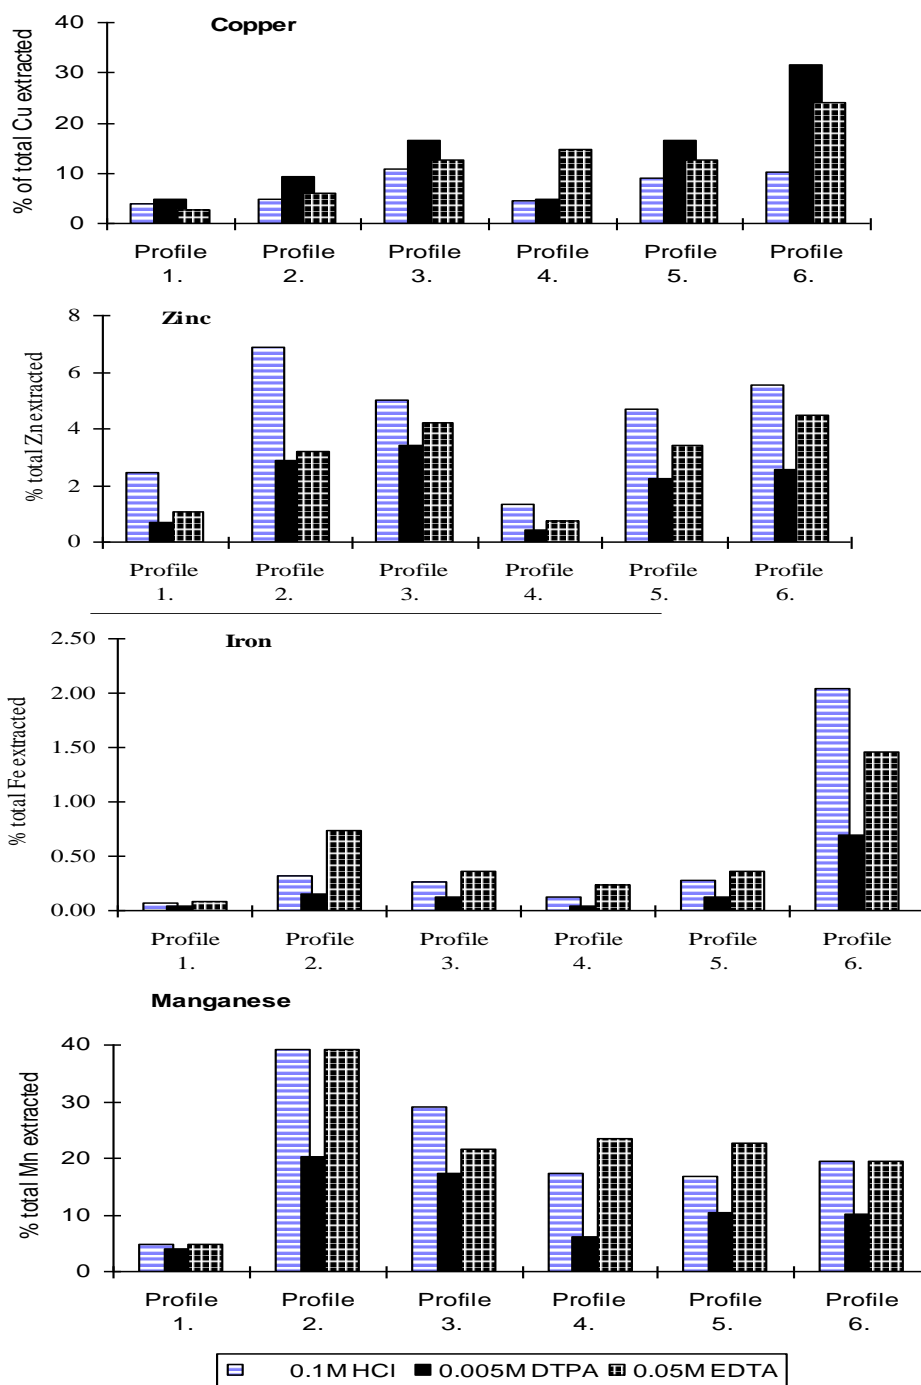 Copper
% of total Cu extracted
40
30
20
10
0
Profile 1.
Profile 2.
Profile 3.
Profile 4.
Profile 5.
Profile 6.
Zinc
% total Zn extracted
8
6
4
2
0
Profile 1.
Profile 2.
Profile 3.
Profile 4.
Profile 5.
Profile 6.
Iron
% total Fe extracted
2.50
2.00
1.50
1.00
0.50
0.00
Profile 1.
Profile 2.
Profile 3.
Profile 4.
Profile 5.
Profile 6.
Manganese
% total Mn extracted
40
30
20
10
0
Profile 1.
Profile 2.
Profile 3.
Profile 4.
Profile 5.
Profile 6.
0.1M HCl 0.005M DTPA 0.05M EDTA